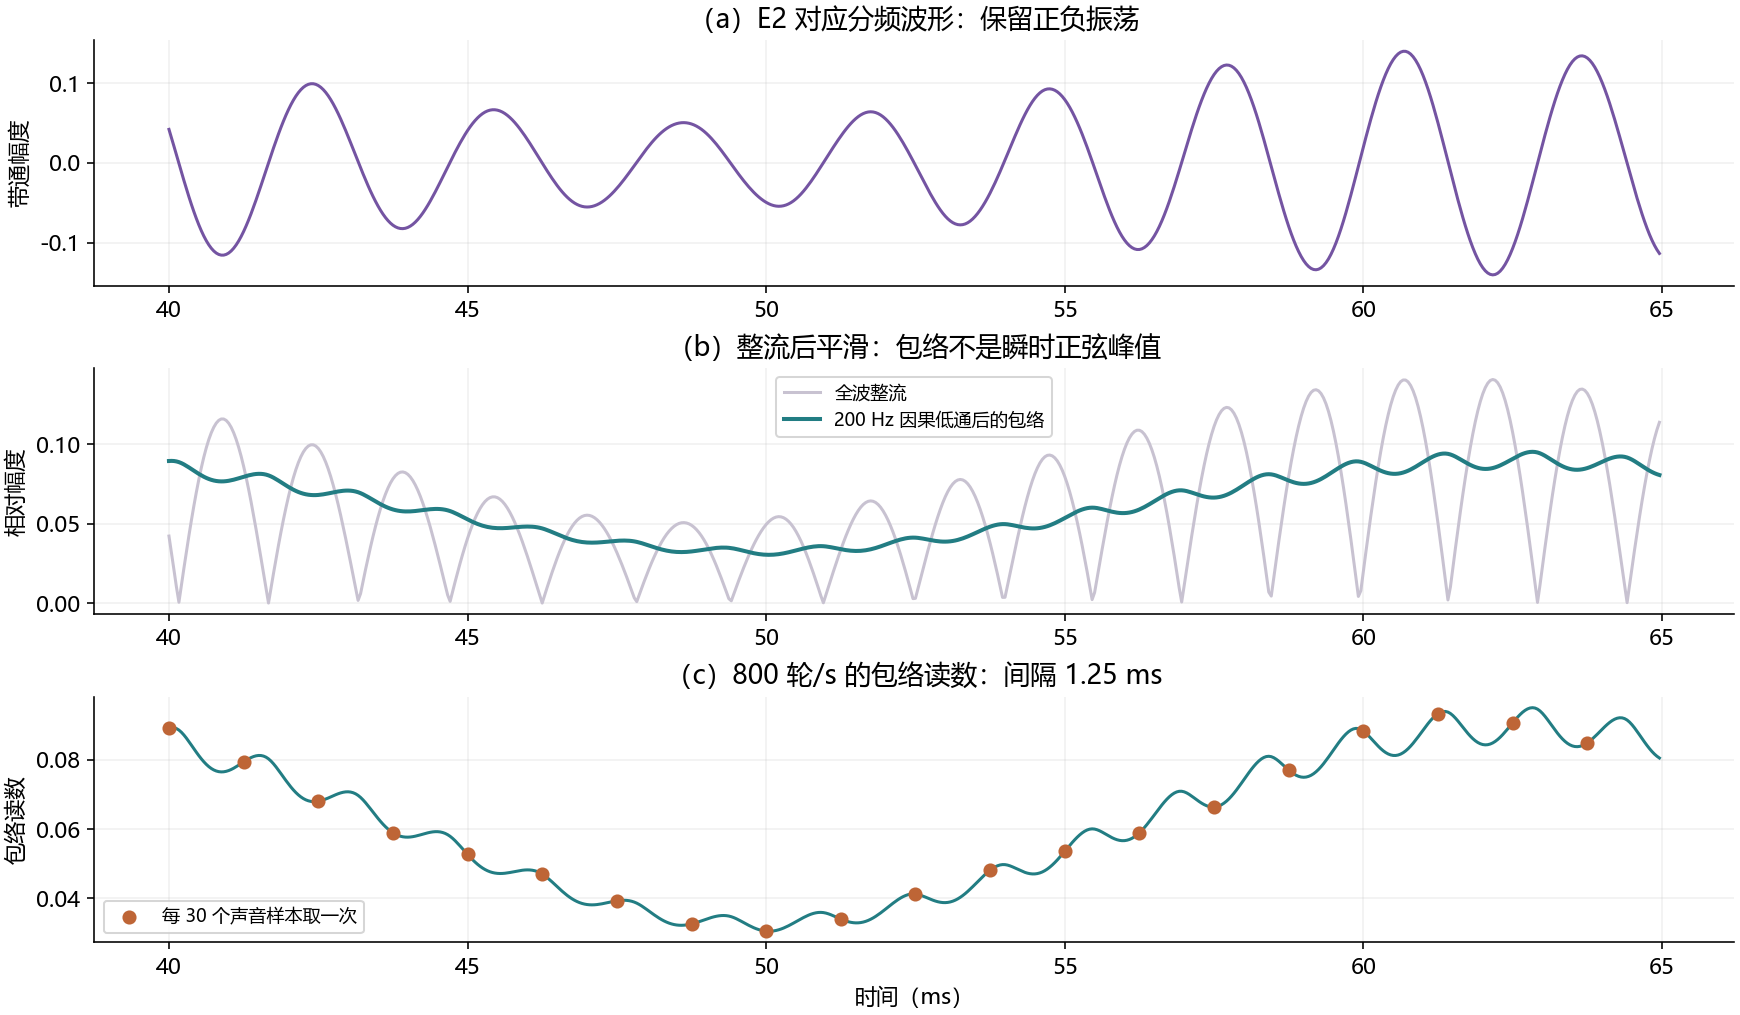 （a）E2 对应分频波形：保留正负振荡
带通幅度
0.1
0.0
-0.1
40 45 50 55 60 65
（b）整流后平滑：包络不是瞬时正弦峰值
全波整流
200 Hz 因果低通后的包络
相对幅度
0.10
0.05
0.00
40 45 50 55 60 65
（c）800 轮/s 的包络读数：间隔 1.25 ms
包络读数
0.08
0.06
0.04
每 30 个声音样本取一次
40 45 50 55 60 65
时间（ms）